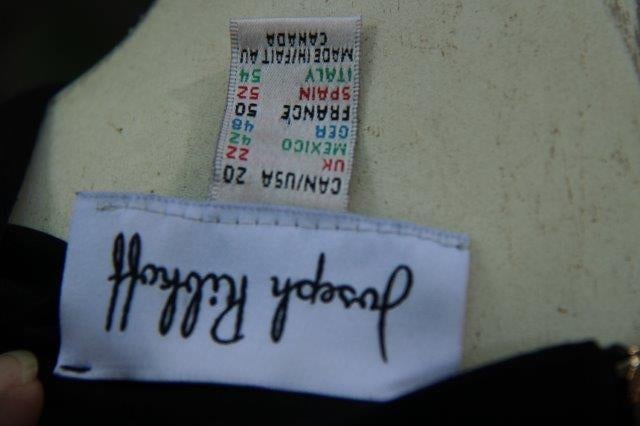 Joseph Ribkoff
CAN/USA 20
UK 22
MEXICO 42
GER 48
FRANCE 50
SPAIN 52
ITALY 54
MADE IN/FAIT AU
CANADA